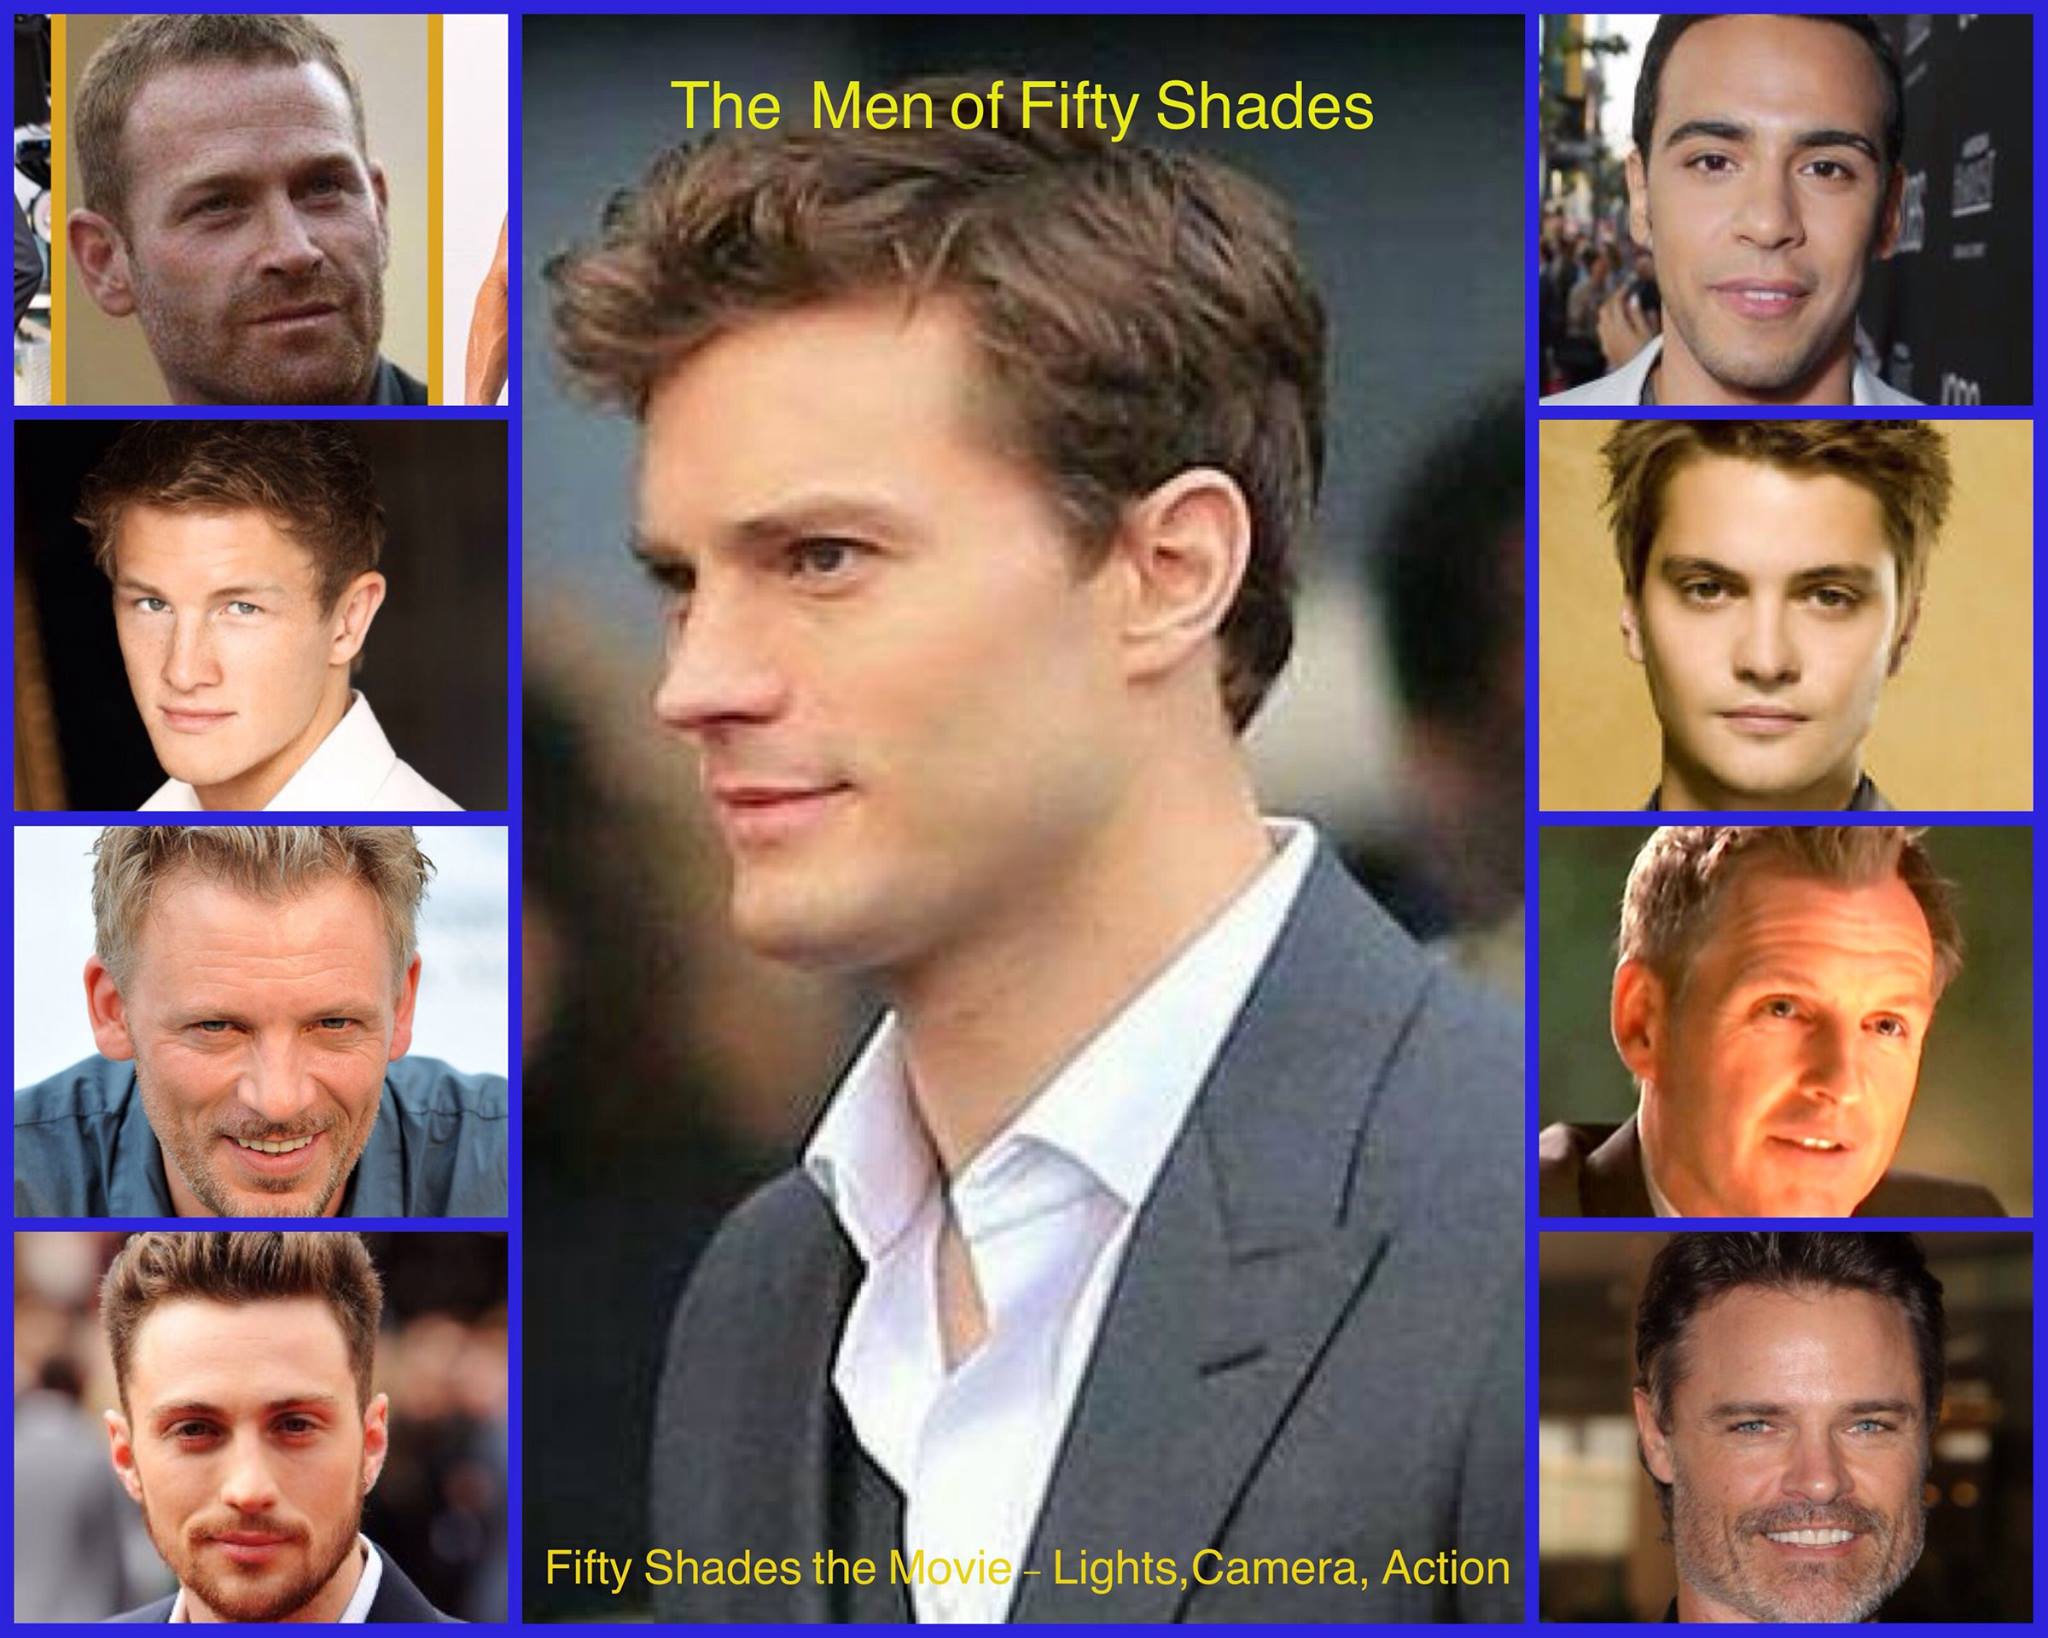 The  Men of Fifty Shades
Fifty Shades the Movie – Lights,Camera, Action